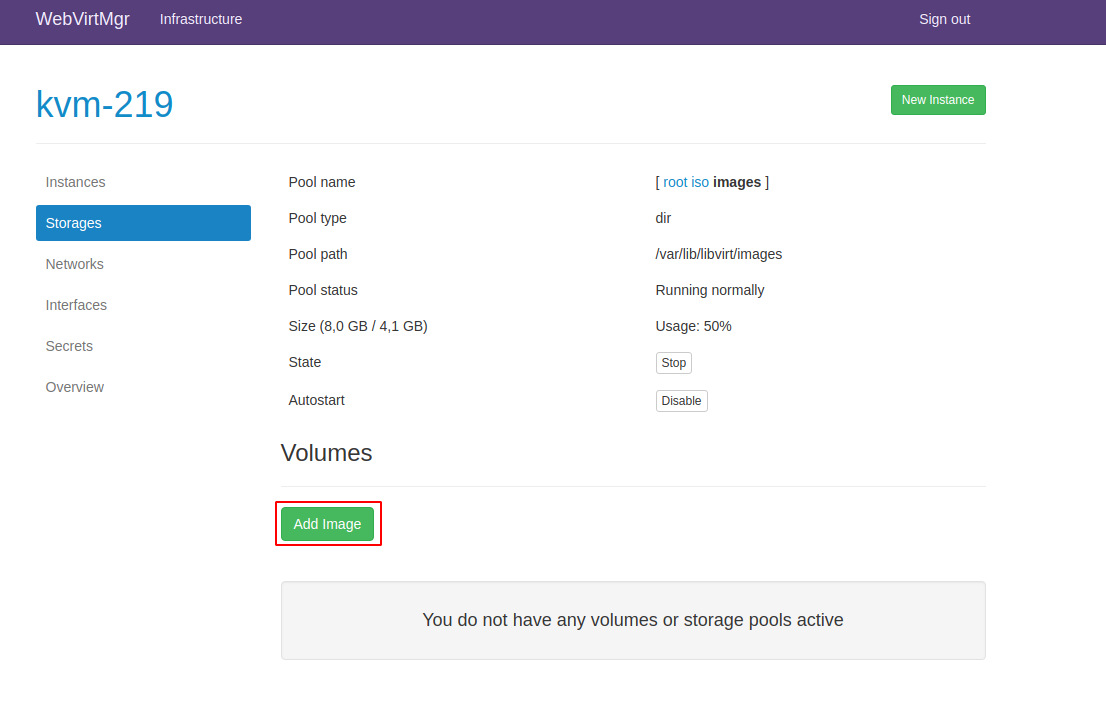 WebVirtMgr Infrastructure Sign out
kvm-219 New Instance
Instances
Storages
Networks
Interfaces
Secrets
Overview
Pool name [ root iso images ]
Pool type dir
Pool path /var/lib/libvirt/images
Pool status Running normally
Size (8,0 GB / 4,1 GB) Usage: 50%
State Stop
Autostart Disable
Volumes
Add Image
You do not have any volumes or storage pools active